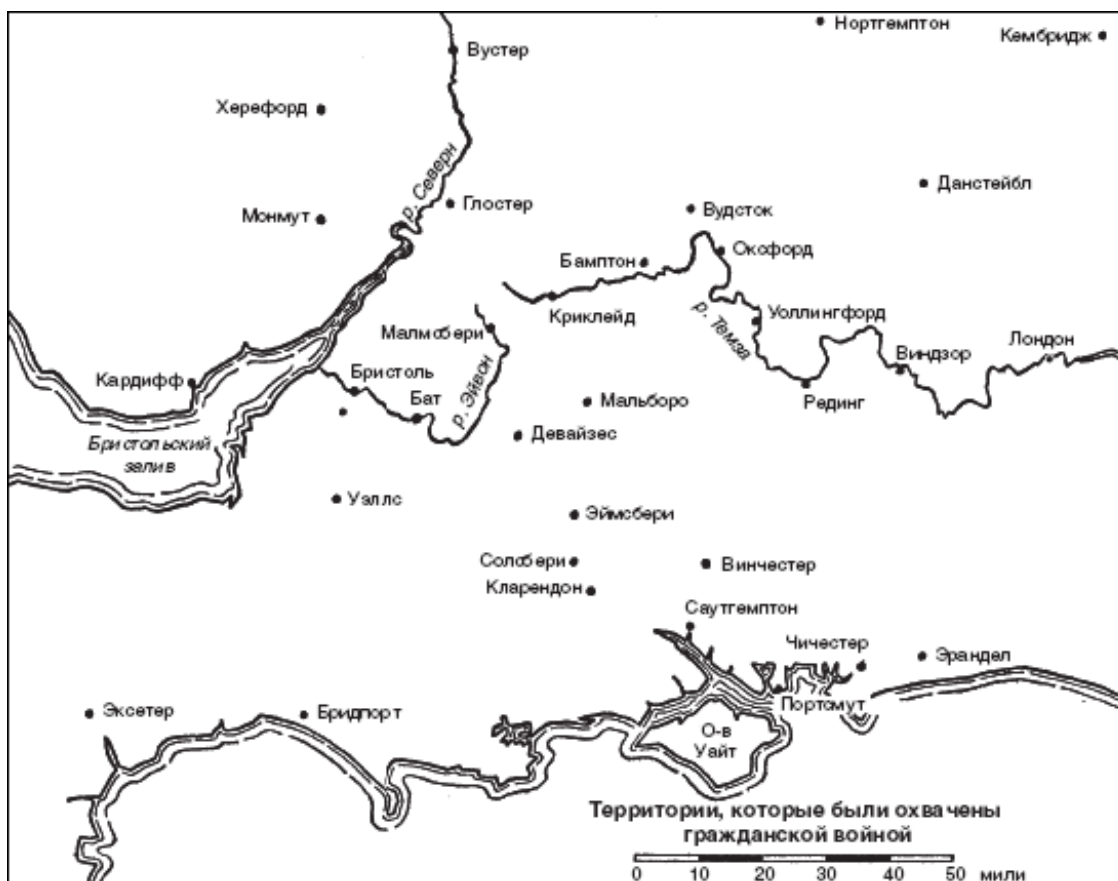 Нортгемптон
Кембридж
Вустер
Херефорд
р. Северн
Данстейбл
Монмут
Глостер
Вудсток
Оксфорд
Бамптон
Криклейд
р. Темза
Уоллингфорд
Малмсбери
Лондон
Виндзор
Бристоль
Кардифф
Бат
р. Эйвон
Мальборо
Рединг
Девайзес
Бристольский
залив
Уэллс
Эймсбери
Солсбери
Винчестер
Кларендон
Саутгемптон
Чичестер
Эрандел
Портсмут
Эксетер
Бридпорт
О-в
Уайт
Территории, которые были охвачены
гражданской войной
0 10 20 30 40 50 мили